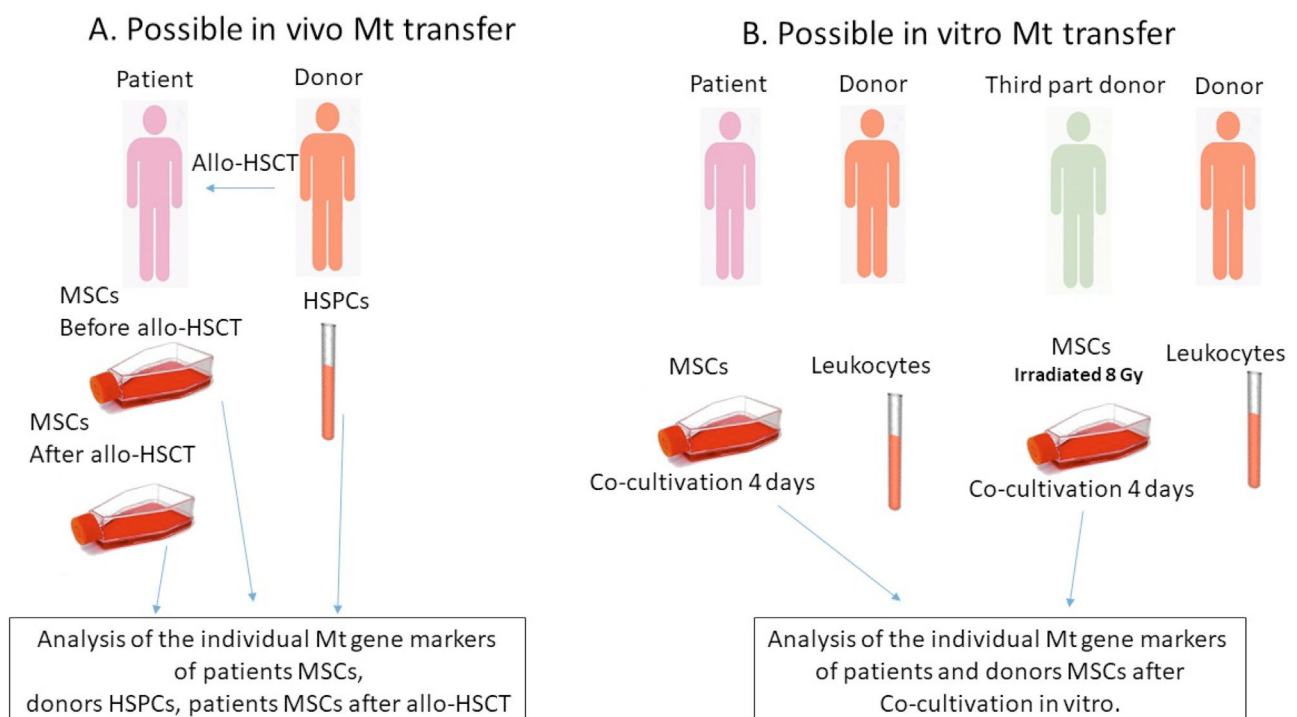 A. Possible in vivo Mt transfer
Patient
Donor
Allo-HSCT
MSCs
Before allo-HSCT
HSPCs
MSCs
After allo-HSCT
Analysis of the individual Mt gene markers
of patients MSCs,
donors HSPCs, patients MSCs after allo-HSCT
B. Possible in vitro Mt transfer
Patient
Donor
Third part donor
Donor
MSCs
Leukocytes
MSCs
Irradiated 8 Gy
Leukocytes
Co-cultivation 4 days
Co-cultivation 4 days
Analysis of the individual Mt gene markers
of patients and donors MSCs after
Co-cultivation in vitro.